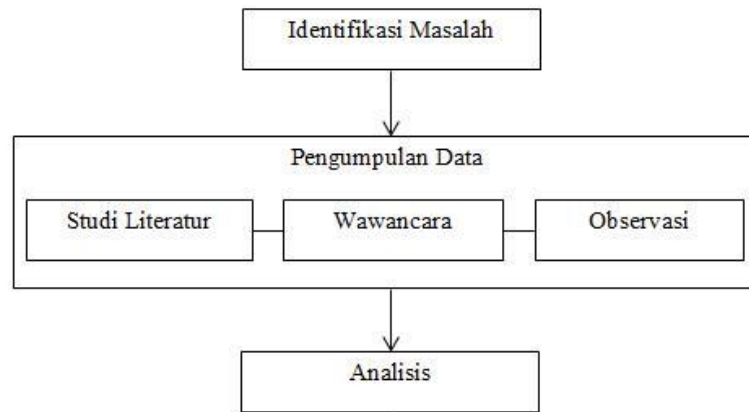 Identifikasi Masalah
Pengumpulan Data
Studi Literatur
Wawancara
Observasi
Analisis